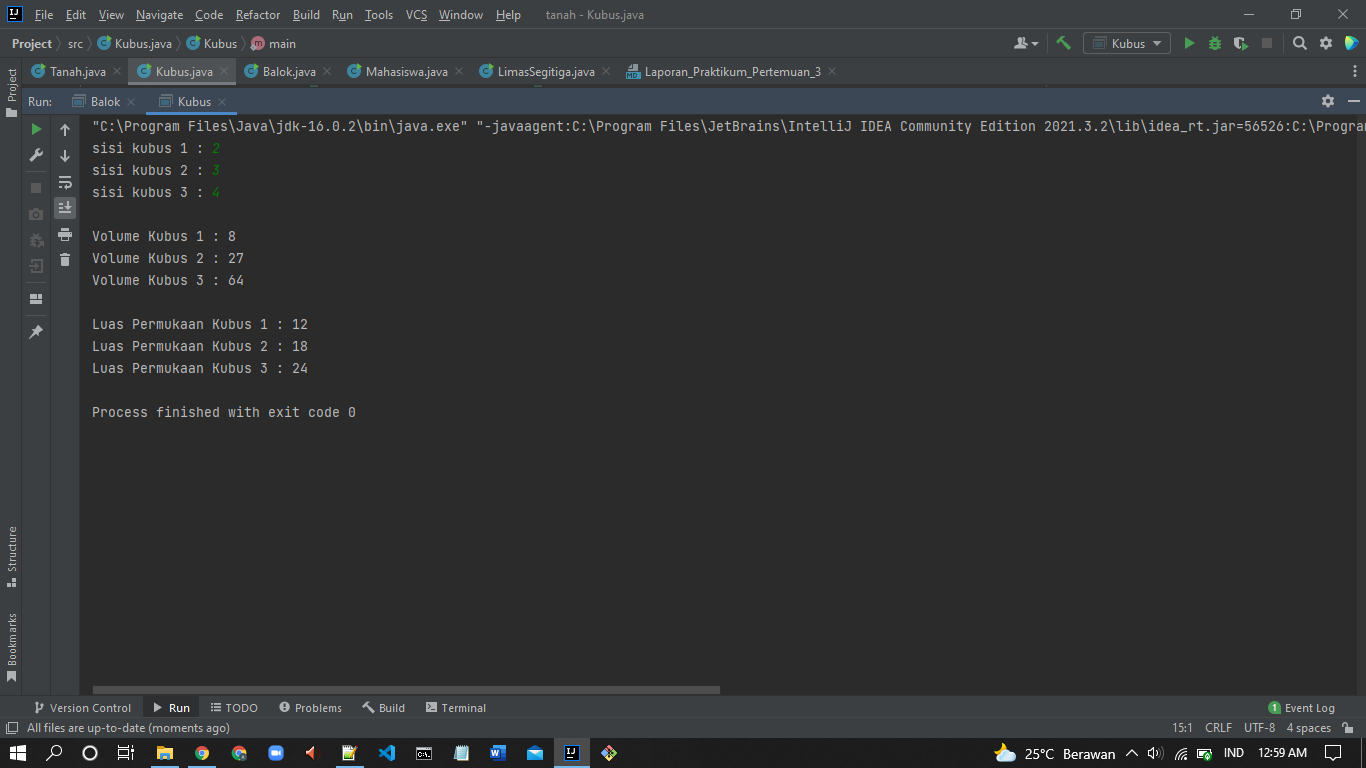 File Edit View Navigate Code Refactor Build Run Tools VCS Window Help tanah - Kubus.java
Project src Kubus.java Kubus main Kubus
Tanah.java Kubus.java Balok.java Mahasiswa.java LimasSegitiga.java Laporan_Praktikum_Pertemuan_3
Project
Run: Balok Kubus
"C:\Program Files\Java\jdk-16.0.2\bin\java.exe" "-javaagent:C:\Program Files\JetBrains\IntelliJ IDEA Community Edition 2021.3.2\lib\idea_rt.jar=56526:C:\Program
sisi kubus 1 : 2
sisi kubus 2 : 3
sisi kubus 3 : 4
Volume Kubus 1 : 8
Volume Kubus 2 : 27
Volume Kubus 3 : 64
Luas Permukaan Kubus 1 : 12
Luas Permukaan Kubus 2 : 18
Luas Permukaan Kubus 3 : 24
Process finished with exit code 0
Structure
Bookmarks
Version Control Run TODO Problems Build Terminal 1 Event Log
All files are up-to-date (moments ago) 15:1 CRLF UTF-8 4 spaces
25°C Berawan IND 12:59 AM